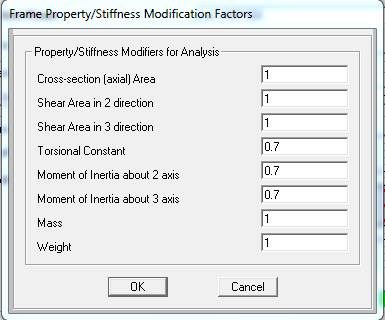 Frame Property/Stiffness Modification Factors
Property/Stiffness Modifiers for Analysis
Cross-section (axial) Area 1
Shear Area in 2 direction 1
Shear Area in 3 direction 1
Torsional Constant 0.7
Moment of Inertia about 2 axis 0.7
Moment of Inertia about 3 axis 0.7
Mass 1
Weight 1
OK Cancel